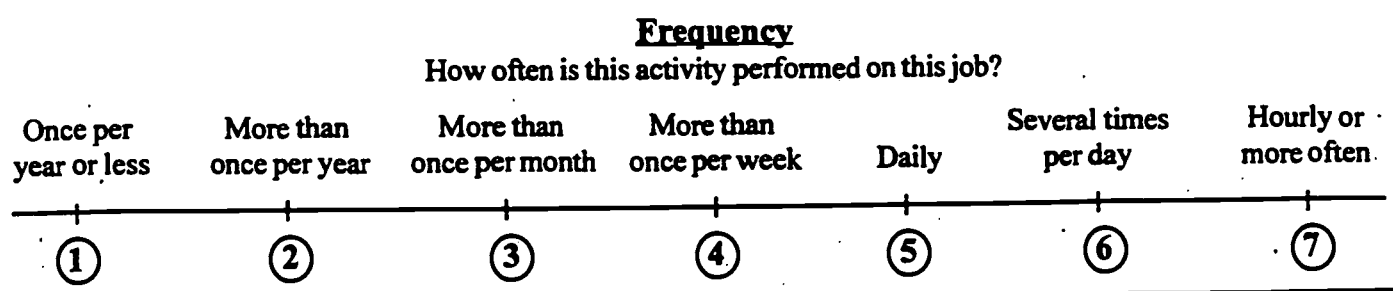 Frequency
How often is this activity performed on this job?
Once per
year or less
More than
once per year
More than
once per month
More than
once per week
Daily
Several times
per day
Hourly or
more often
1
2
3
4
5
6
7